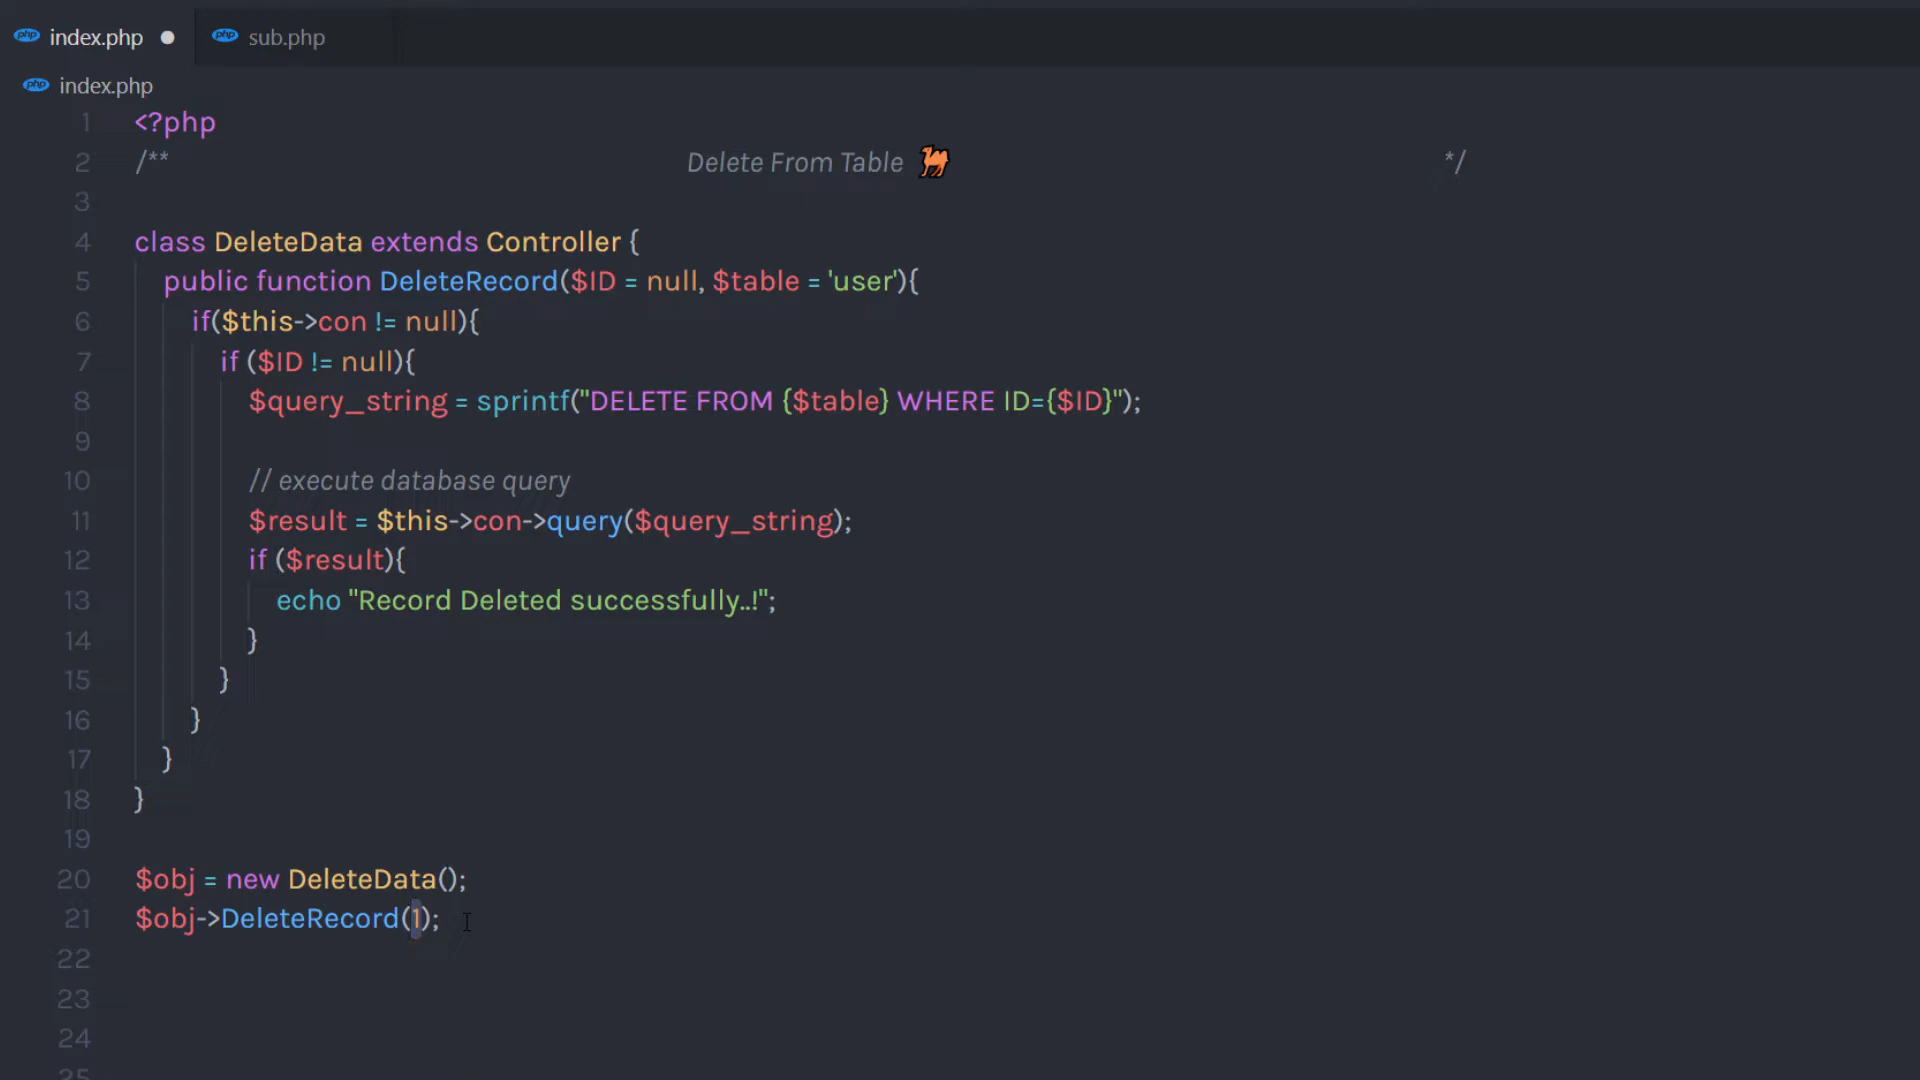 php index.php ● php sub.php
php index.php
1 <?php
2 /** Delete From Table 🐫 */
3
4 class DeleteData extends Controller {
5 public function DeleteRecord($ID = null, $table = 'user'){
6 if($this->con != null){
7 if ($ID != null){
8 $query_string = sprintf("DELETE FROM {$table} WHERE ID={$ID}");
9
10 // execute database query
11 $result = $this->con->query($query_string);
12 if ($result){
13 echo "Record Deleted successfully..!";
14 }
15 }
16 }
17 }
18 }
19
20 $obj = new DeleteData();
21 $obj->DeleteRecord(1);
22
23
24
25